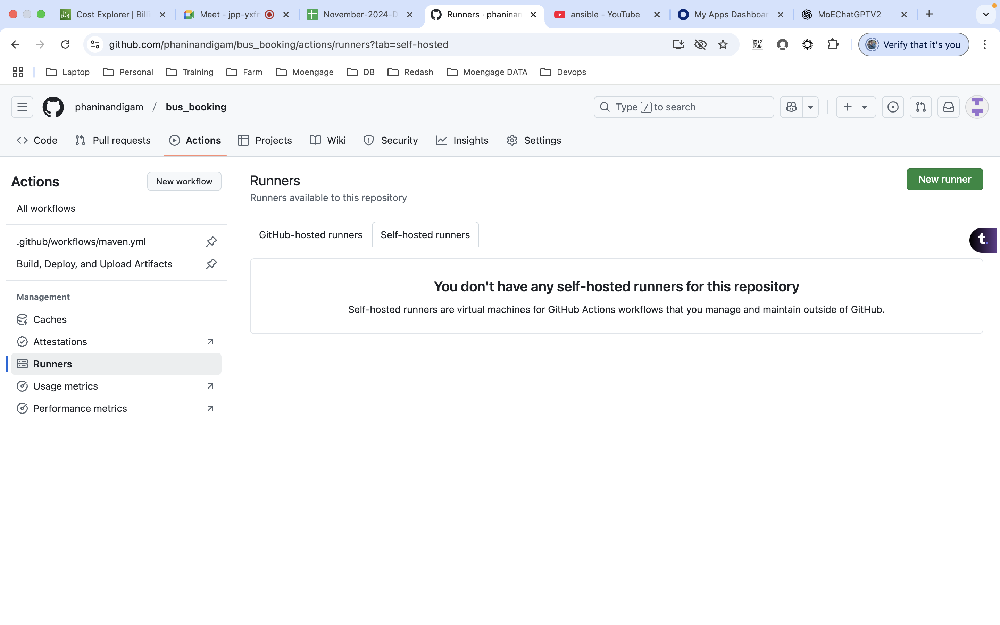 Cost Explorer | Billi
Meet - jpp-yxfn
November-2024-D
Runners · phaninan
ansible - YouTube
My Apps Dashboar
MoEChatGPTV2
github.com/phaninandigam/bus_booking/actions/runners?tab=self-hosted
Verify that it's you
Laptop
Personal
Training
Farm
Moengage
DB
Redash
Moengage DATA
Devops
phaninandigam / bus_booking
Type / to search
Code
Pull requests
Actions
Projects
Wiki
Security
Insights
Settings
Actions
New workflow
All workflows
.github/workflows/maven.yml
Build, Deploy, and Upload Artifacts
Management
Caches
Attestations
Runners
Usage metrics
Performance metrics
Runners
New runner
Runners available to this repository
GitHub-hosted runners
Self-hosted runners
t.
You don't have any self-hosted runners for this repository
Self-hosted runners are virtual machines for GitHub Actions workflows that you manage and maintain outside of GitHub.